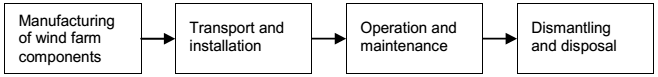 Manufacturing
of wind farm
components
Transport and
installation
Operation and
maintenance
Dismantling
and disposal